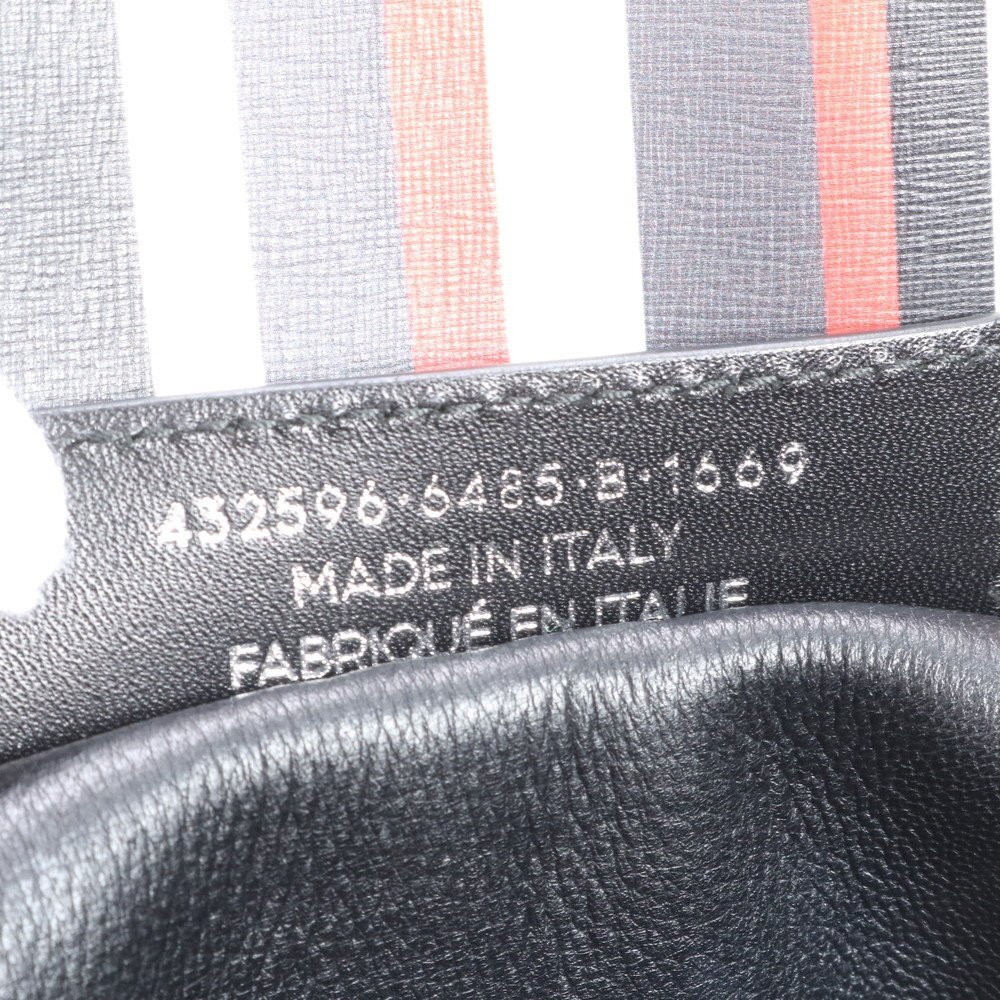 432596·6485·B·1669
MADE IN ITALY
FABRIQUÉ EN ITALIE